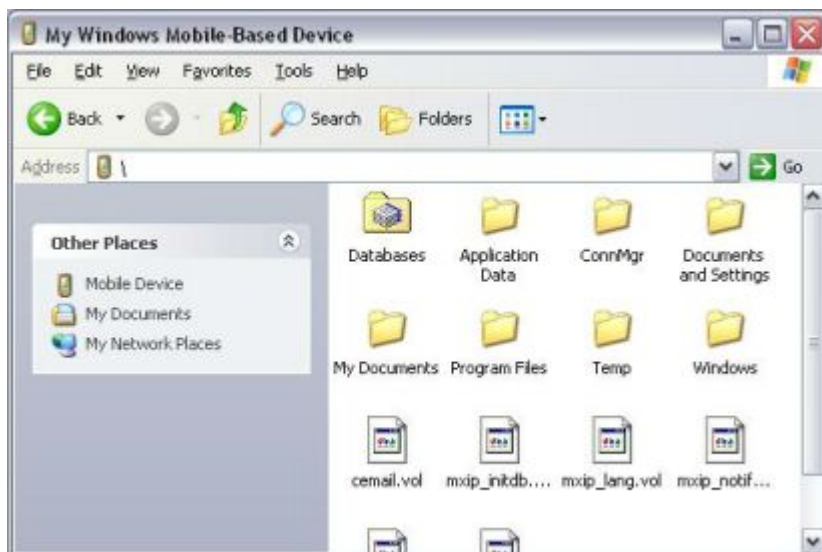 My Windows Mobile-Based Device
File Edit View Favorites Tools Help
Back Search Folders
Address \ Go
Other Places
Mobile Device
My Documents
My Network Places
Databases Application Data ConnMgr Documents and Settings
My Documents Program Files Temp Windows
cemail.vol mxip_initdb.... mxip_lang.vol mxip_notif...